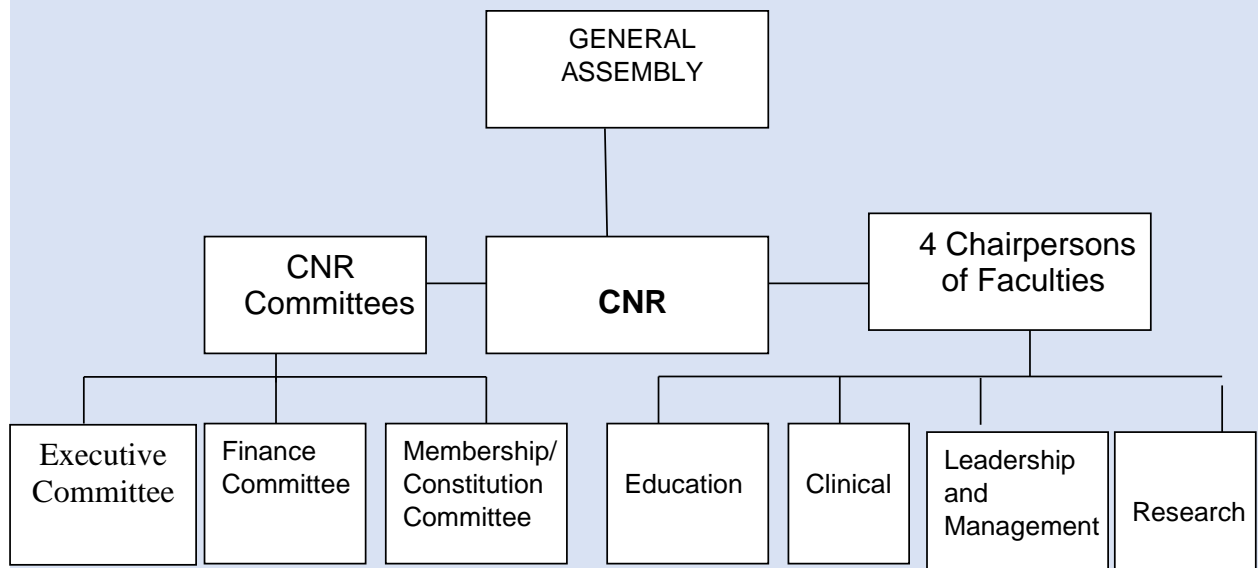 GENERAL
ASSEMBLY
CNR
Committees
CNR
4 Chairpersons
of Faculties
Executive
Committee
Finance
Committee
Membership/
Constitution
Committee
Education
Clinical
Leadership
and
Management
Research